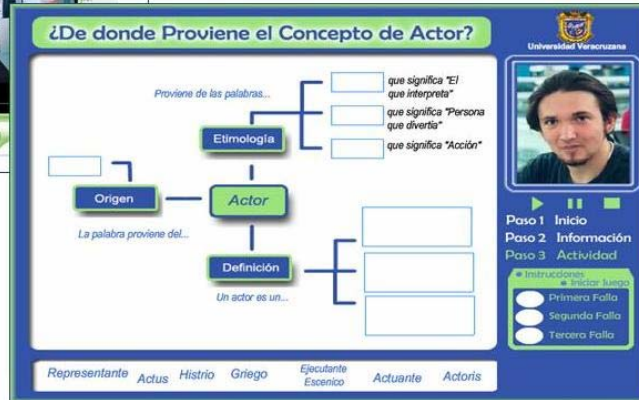 ¿De donde Proviene el Concepto de Actor?
Universidad Veracruzana
Proviene de las palabras...
que significa "El
que interpreta"
que significa "Persona
que divertia"
que significa "Acción"
Etimología
Origen
Actor
La palabra proviene del...
Definición
Un actor es un...
Paso 1 Inicio
Paso 2 Información
Paso 3 Actividad
Instrucciones
Iniciar Juego
Primera Falla
Segunda Falla
Tercera Falla
Representante
Actus
Histrio
Griego
Ejecutante
Escenico
Actuante
Actoris